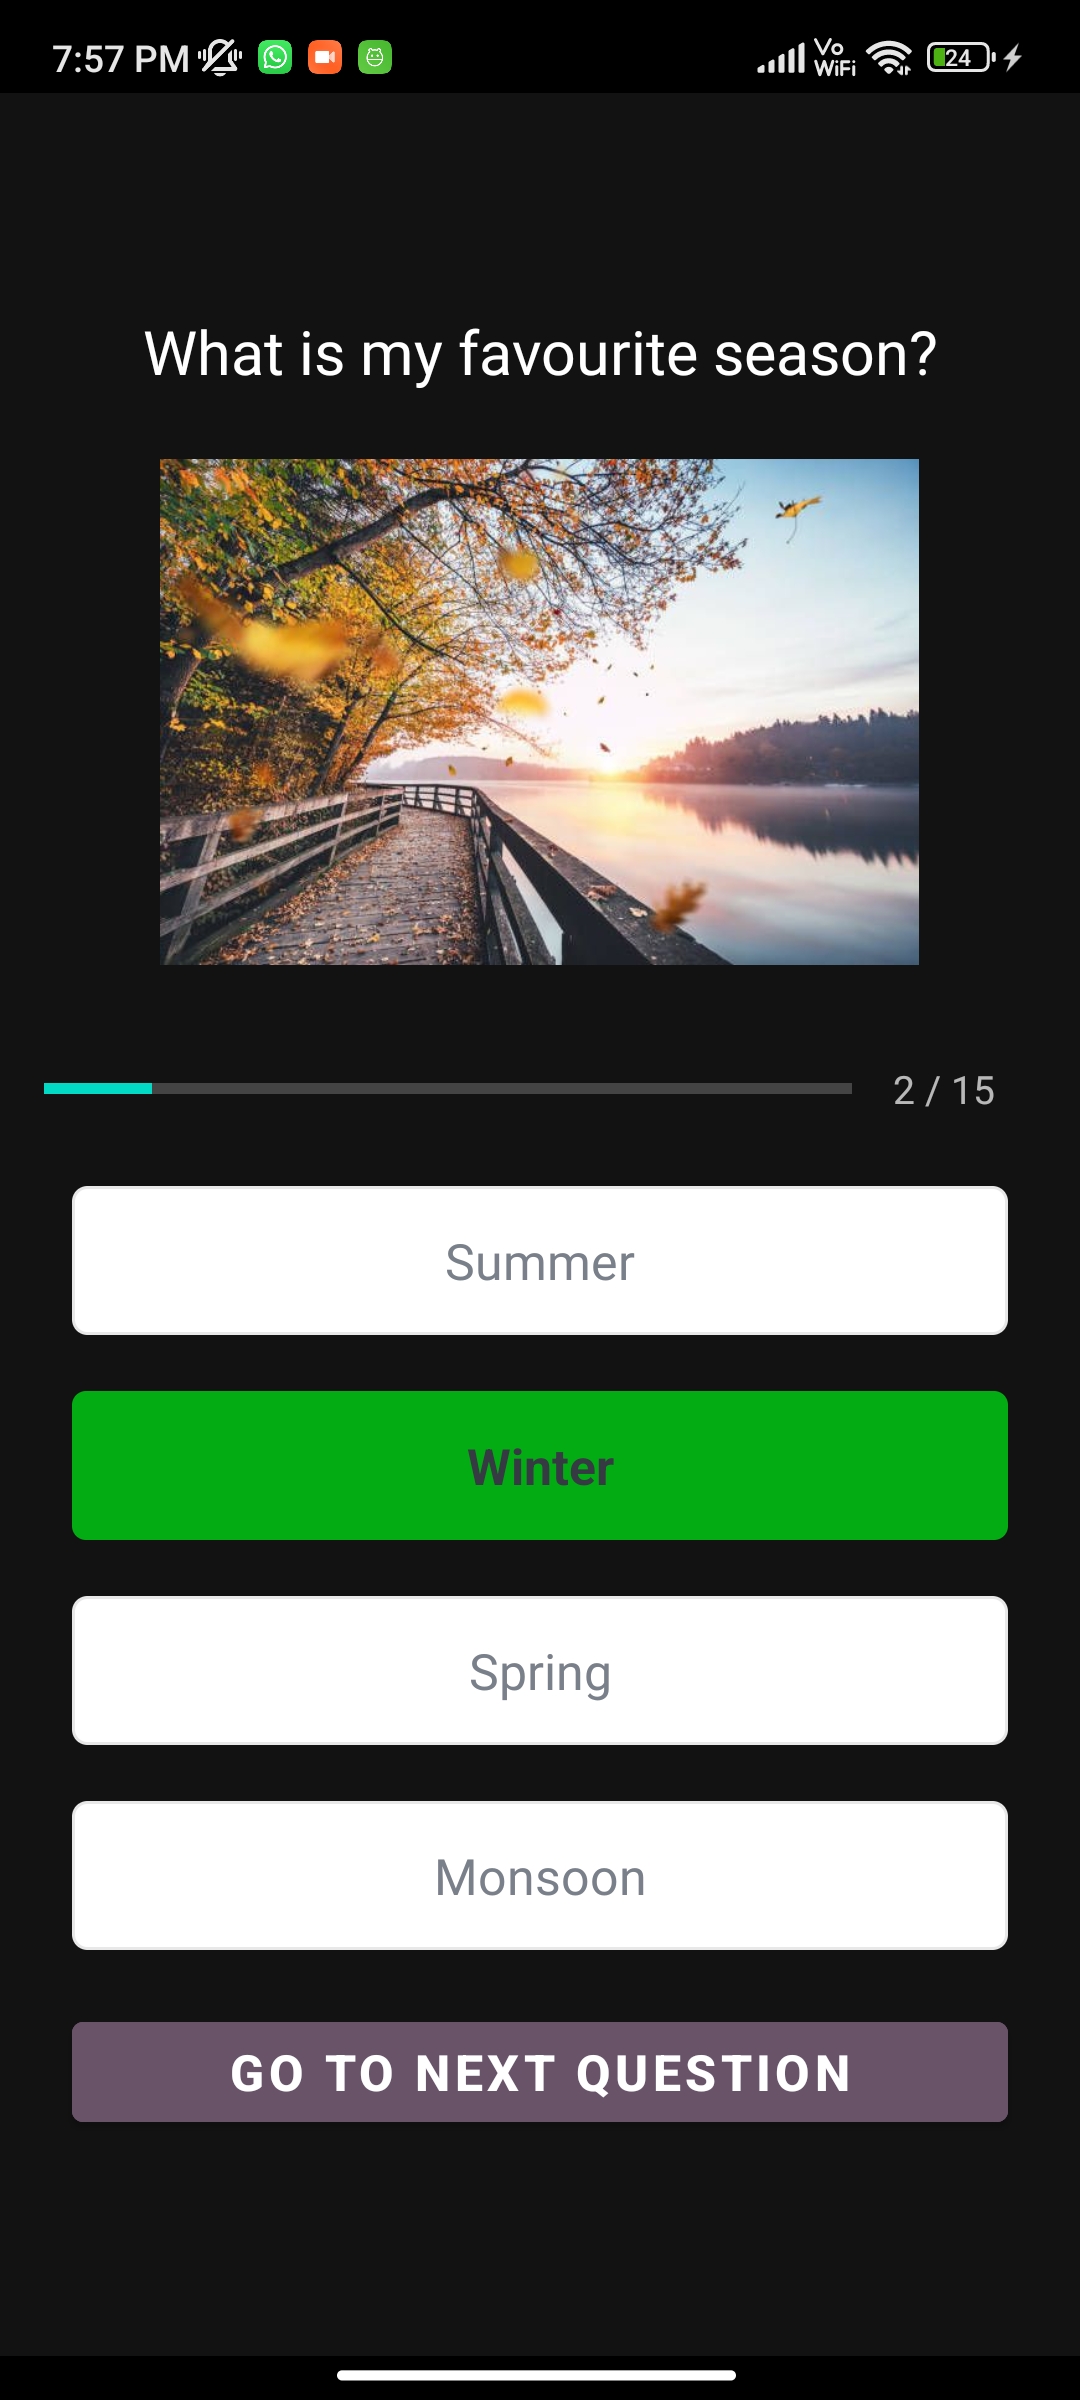 7:57 PM
Vo
WiFi
24
What is my favourite season?
2 / 15
Summer
Winter
Spring
Monsoon
GO TO NEXT QUESTION